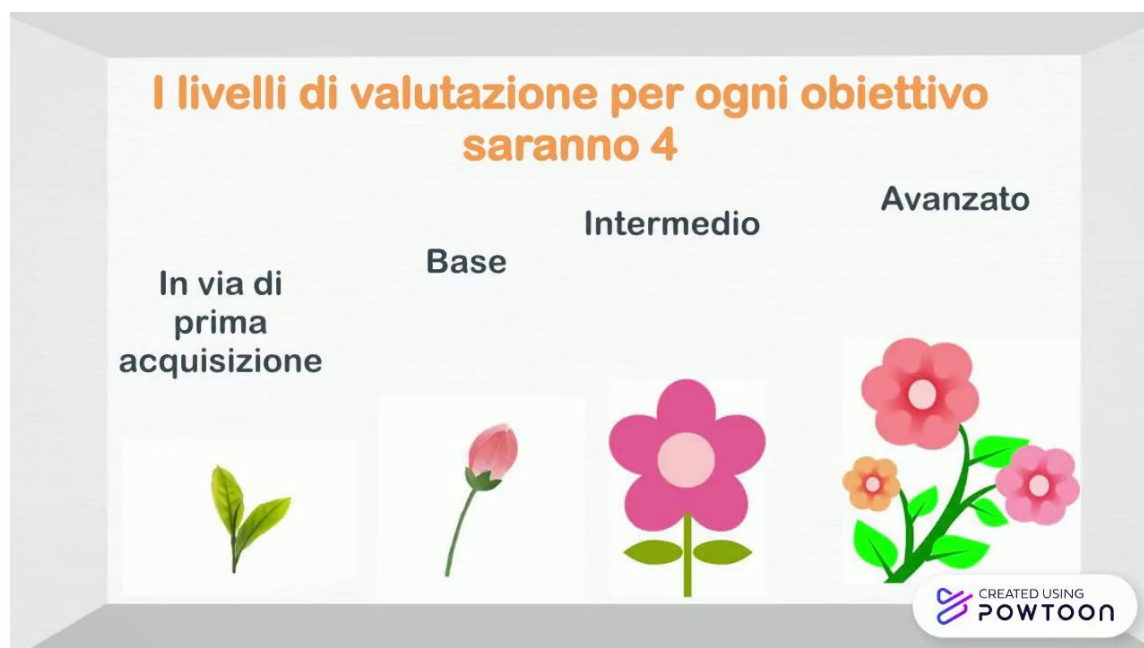 I livelli di valutazione per ogni obiettivo
saranno 4
In via di
prima
acquisizione
Base
Intermedio
Avanzato
CREATED USING
POWTOON